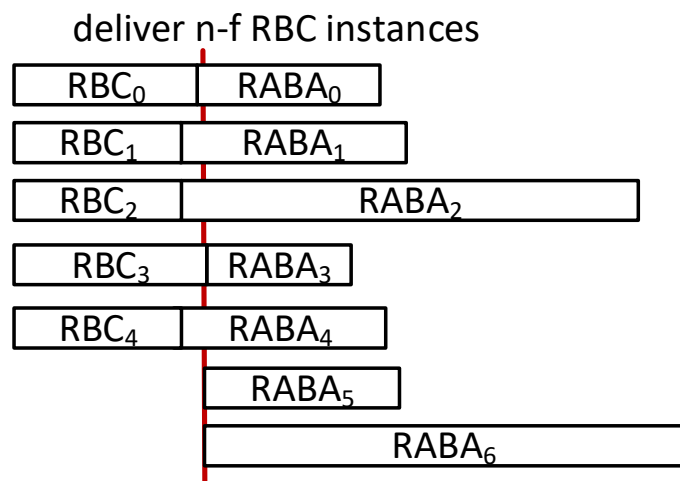 deliver n-f RBC instances
RBC₀ RABA₀
RBC₁ RABA₁
RBC₂ RABA₂
RBC₃ RABA₃
RBC₄ RABA₄
RABA₅
RABA₆